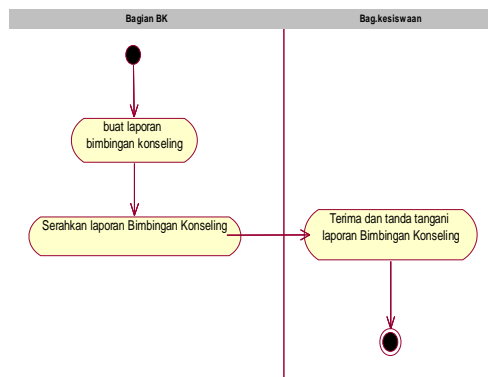 Bagian BK
Bag.kesiswaan
buat laporan
bimbingan konseling
Serahkan laporan Bimbingan Konseling
Terima dan tanda tangani
laporan Bimbingan Konseling